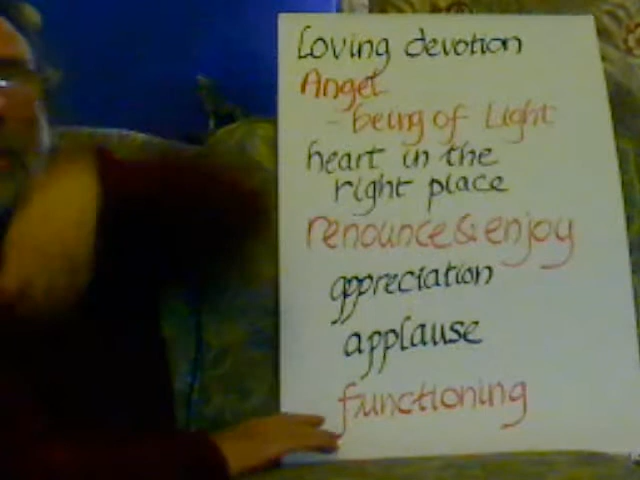 Loving devotion
Angel
- being of Light
heart in the
right place
renounce & enjoy
appreciation
applause
functioning